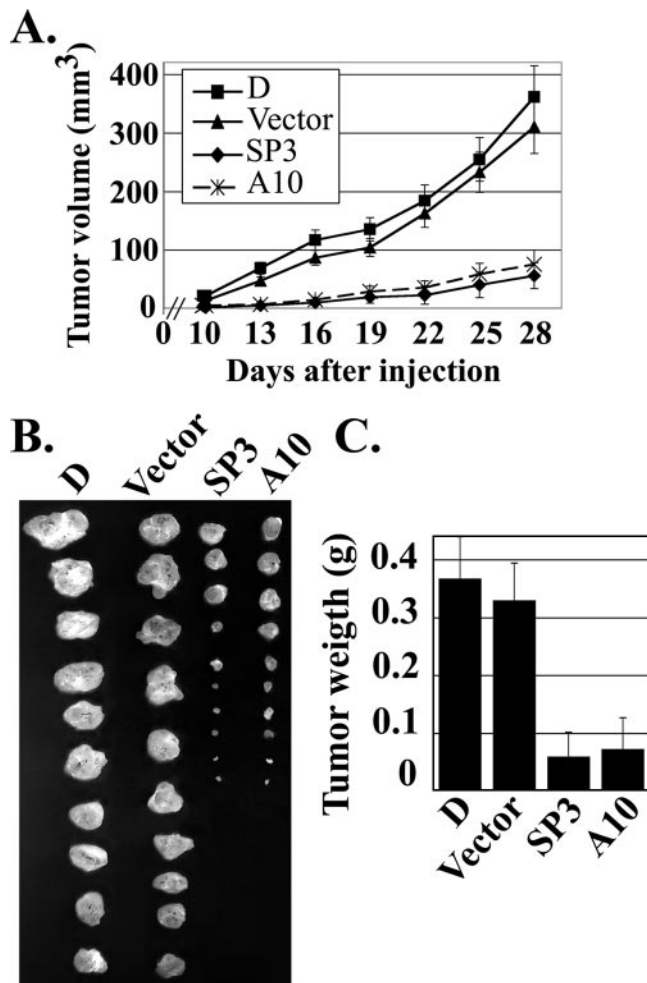 A.
Tumor volume (mm³)
400
300
200
100
0
D
Vector
SP3
A10
0 10 13 16 19 22 25 28
Days after injection
B.
D Vector SP3 A10
C.
Tumor weigth (g)
0.4
0.3
0.2
0.1
0
D Vector SP3 A10